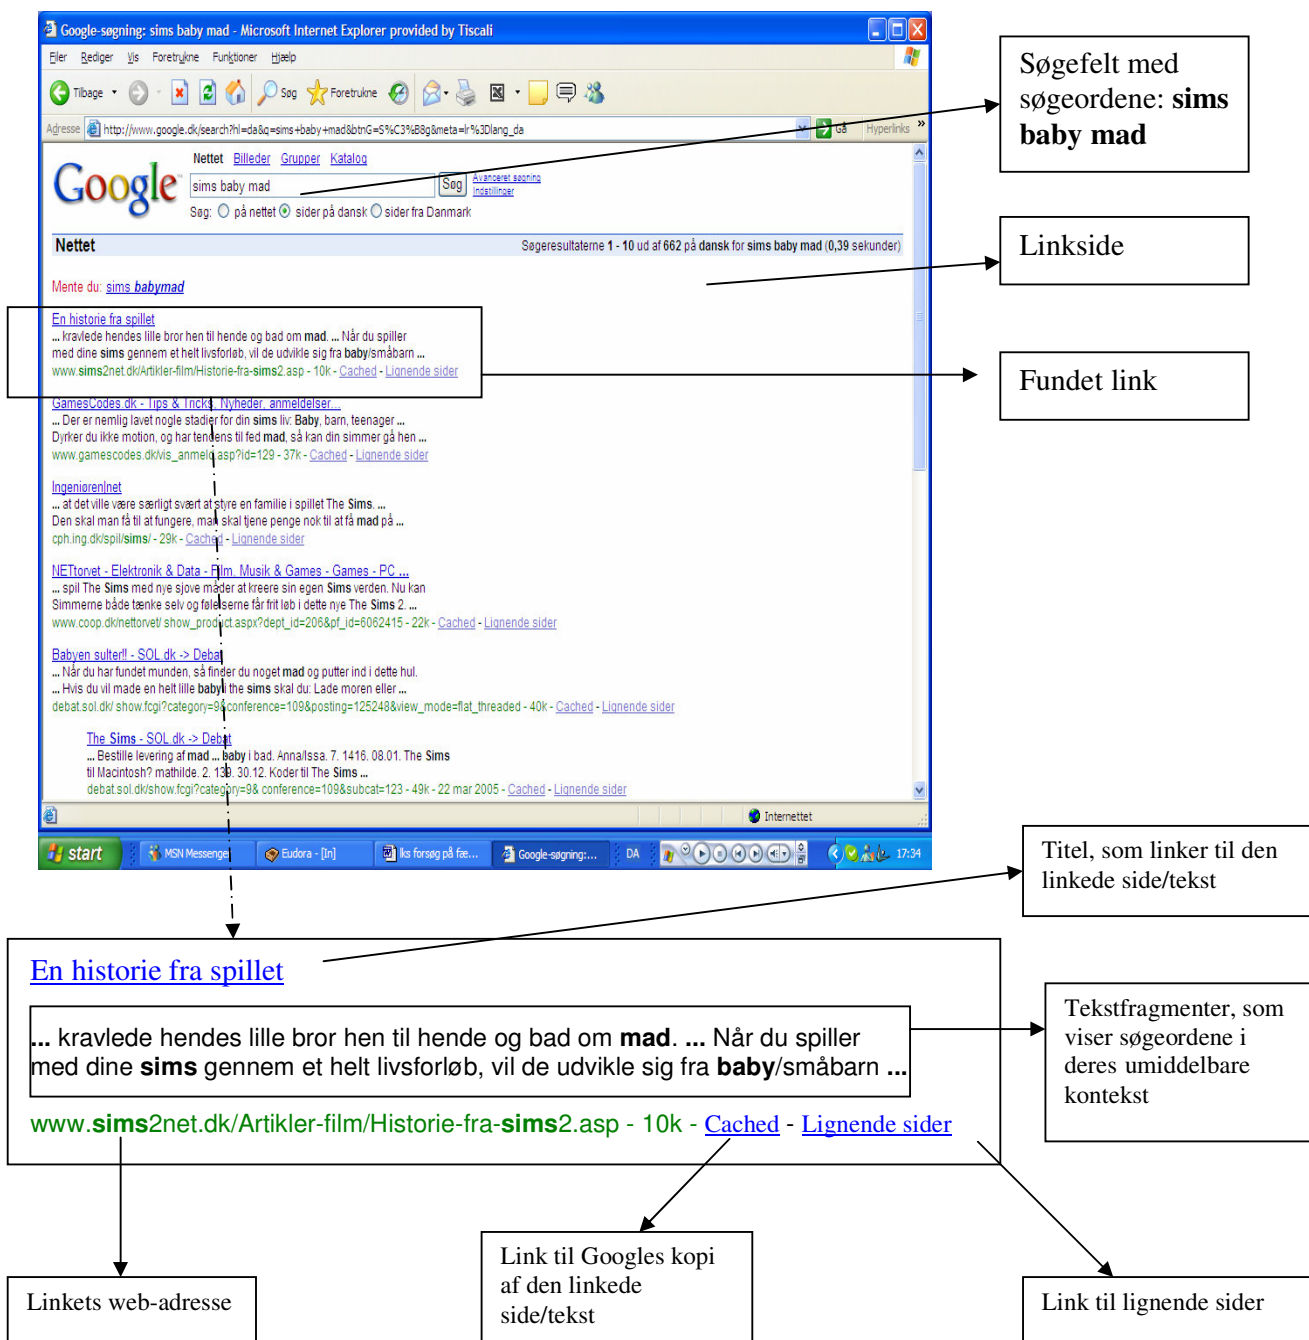 Google-søgning: sims baby mad - Microsoft Internet Explorer provided by Tiscali
Filer Rediger Vis Foretrukne Funktioner Hjælp
Tilbage Søg Foretrukne
Adresse http://www.google.dk/search?hl=da&q=sims+baby+mad&btnG=S%C3%B8g&meta=lr%3Dlang_da Gå Hyperlinks »
Nettet Billeder Grupper Katalog
Google™
sims baby mad Søg Avanceret søgning
Indstillinger
Søg: på nettet sider på dansk sider fra Danmark
Nettet Søgeresultaterne 1 - 10 ud af 662 på dansk for sims baby mad (0,39 sekunder)
Mente du: sims babymad
En historie fra spillet
... kravlede hendes lille bror hen til hende og bad om mad. ... Når du spiller
med dine sims gennem et helt livsforløb, vil de udvikle sig fra baby/småbarn ...
www.sims2net.dk/Artikler-film/Historie-fra-sims2.asp - 10k - Cached - Lignende sider
GamesCodes.dk - Tips & Tricks, Nyheder, anmeldelser...
... Der er nemlig lavet nogle stadier for din sims liv: Baby, barn, teenager ...
Dyrker du ikke motion, og har tendens til fed mad, så kan din simmer gå hen ...
www.gamescodes.dk/vis_anmeld.asp?id=129 - 37k - Cached - Lignende sider
Ingeniøren|net
... at det ville være særligt svært at styre en familie i spillet The Sims. ...
Den skal man få til at fungere, man skal tjene penge nok til at få mad på ...
cph.ing.dk/spil/sims/ - 29k - Cached - Lignende sider
NETtorvet - Elektronik & Data - Film, Musik & Games - Games - PC ...
... spil The Sims med nye sjove måder at kreere sin egen Sims verden. Nu kan
Simmerne både tænke selv og følelserne får frit løb i dette nye The Sims 2. ...
www.coop.dk/nettorvet/ show_product.aspx?dept_id=206&pf_id=6062415 - 22k - Cached - Lignende sider
Babyen sulter!! - SOL.dk -> Debat
... Når du har fundet munden, så finder du noget mad og putter ind i dette hul.
... Hvis du vil made en helt lille baby i the sims skal du: Lade moren eller ...
debat.sol.dk/ show.fcgi?category=9&conference=109&posting=125248&view_mode=flat_threaded - 40k - Cached - Lignende sider
The Sims - SOL.dk -> Debat
... Bestille levering af mad ... baby i bad. Anna/Issa. 7. 1416. 08.01. The Sims
til Macintosh? mathilde. 2. 139. 30.12. Koder til The Sims ...
debat.sol.dk/show.fcgi?category=9& conference=109&subcat=123 - 49k - 22 mar 2005 - Cached - Lignende sider
Internettet
start MSN Messenger Eudora - [In] Iks forsøg på fæ... Google-søgning:... DA 17:34
Søgefelt med
søgeordene: sims
baby mad
Linkside
Fundet link
Titel, som linker til den
linkede side/tekst
En historie fra spillet
... kravlede hendes lille bror hen til hende og bad om mad. ... Når du spiller
med dine sims gennem et helt livsforløb, vil de udvikle sig fra baby/småbarn ...
www.sims2net.dk/Artikler-film/Historie-fra-sims2.asp - 10k - Cached - Lignende sider
Tekstfragmenter, som
viser søgeordene i
deres umiddelbare
kontekst
Linkets web-adresse
Link til Googles kopi
af den linkede
side/tekst
Link til lignende sider